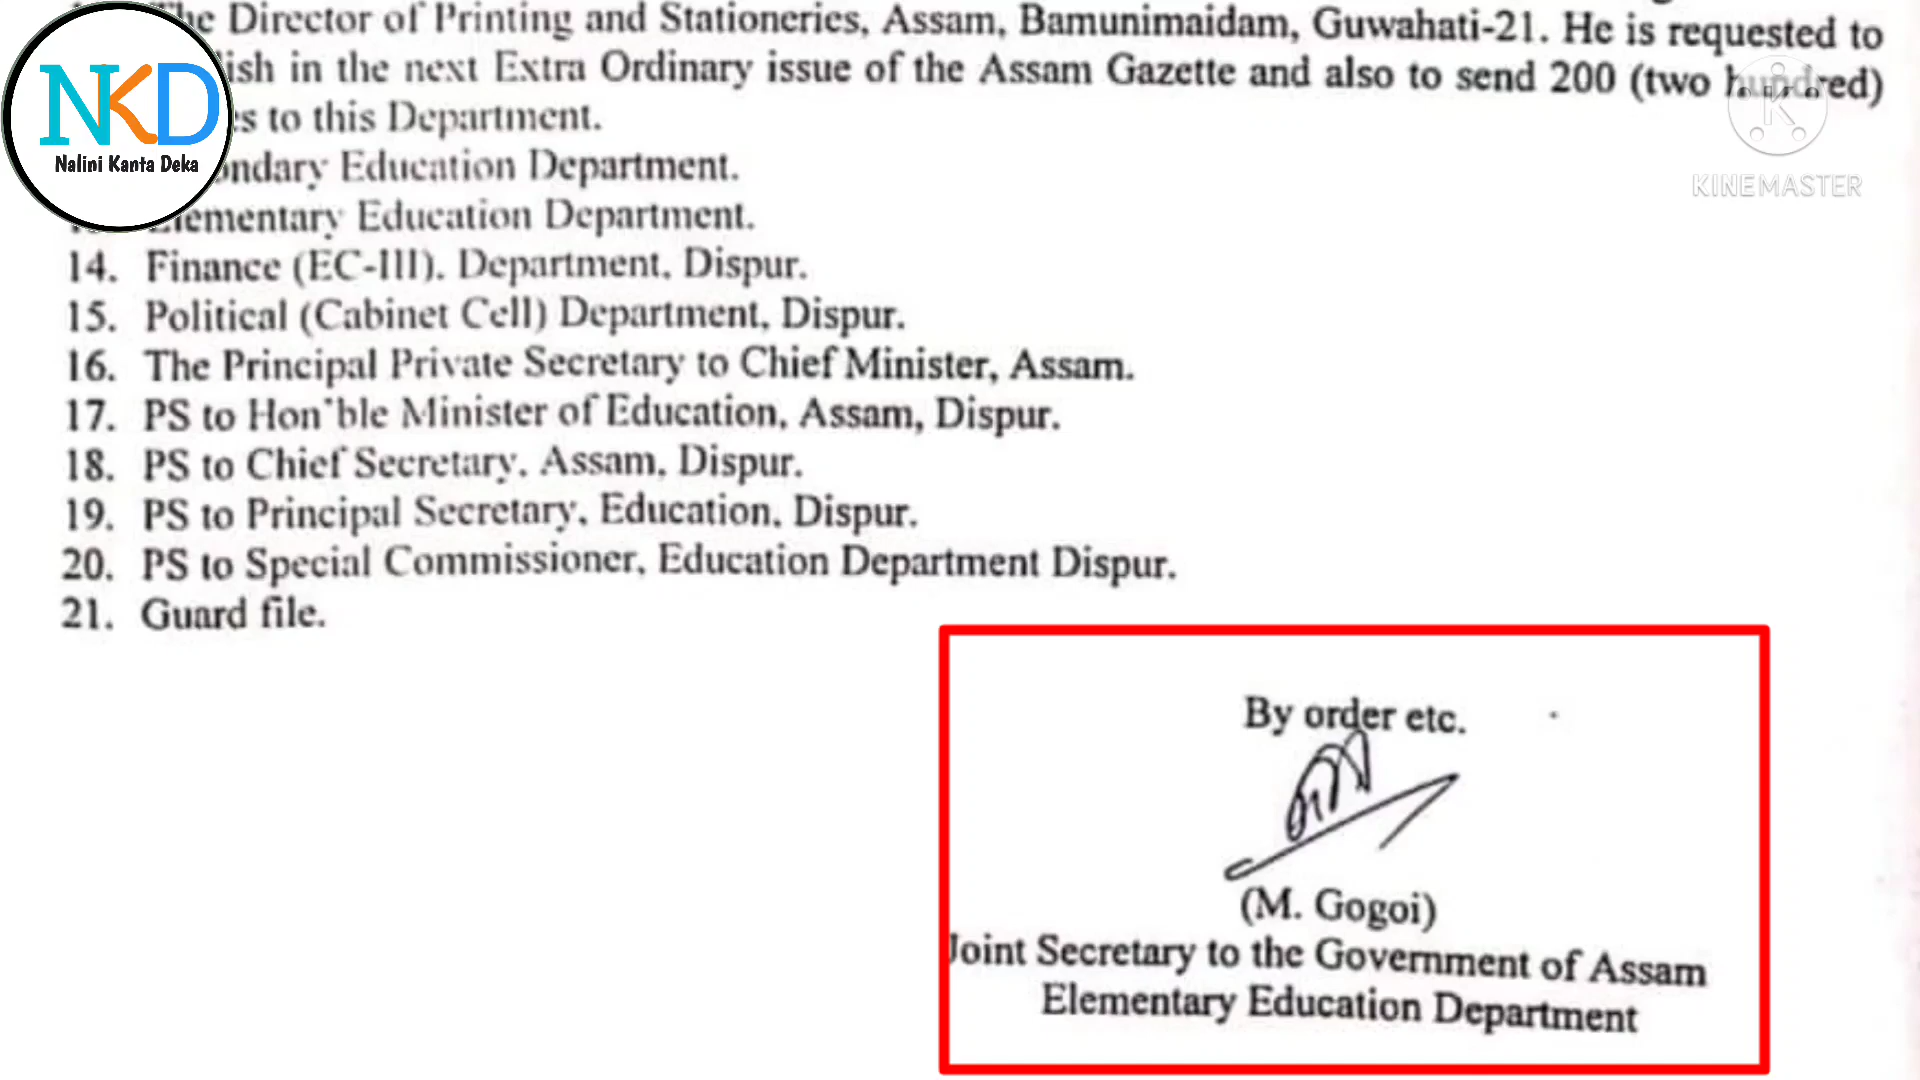 he Director of Printing and Stationeries, Assam, Bamunimaidam, Guwahati-21. He is requested to
ish in the next Extra Ordinary issue of the Assam Gazette and also to send 200 (two hundred)
s to this Department.
ondary Education Department.
Elementary Education Department.
14. Finance (EC-III). Department, Dispur.
15. Political (Cabinet Cell) Department, Dispur.
16. The Principal Private Secretary to Chief Minister, Assam.
17. PS to Hon'ble Minister of Education, Assam, Dispur.
18. PS to Chief Secretary, Assam, Dispur.
19. PS to Principal Secretary, Education, Dispur.
20. PS to Special Commissioner, Education Department Dispur.
21. Guard file.
By order etc.
(M. Gogoi)
Joint Secretary to the Government of Assam
Elementary Education Department
NKD
Nalini Kanta Deka
K
KINEMASTER